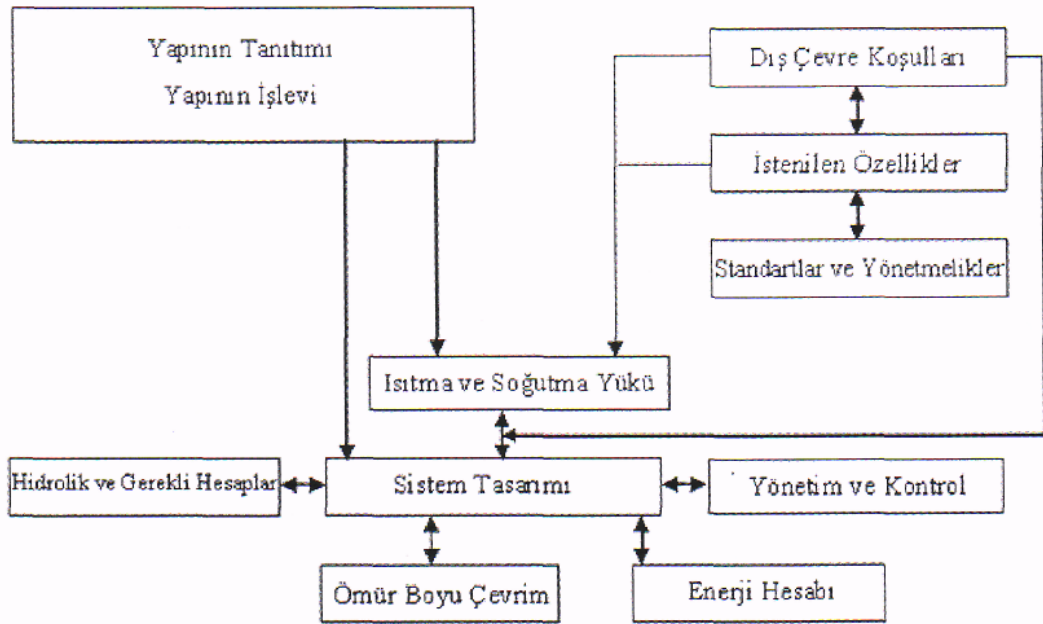 Yapının Tanıtımı
Yapının İşlevi
Dış Çevre Koşulları
İstenilen Özellikler
Standartlar ve Yönetmelikler
Isıtma ve Soğutma Yükü
Hidrolik ve Gerekli Hesaplar
Sistem Tasarımı
Yönetim ve Kontrol
Ömür Boyu Çevrim
Enerji Hesabı